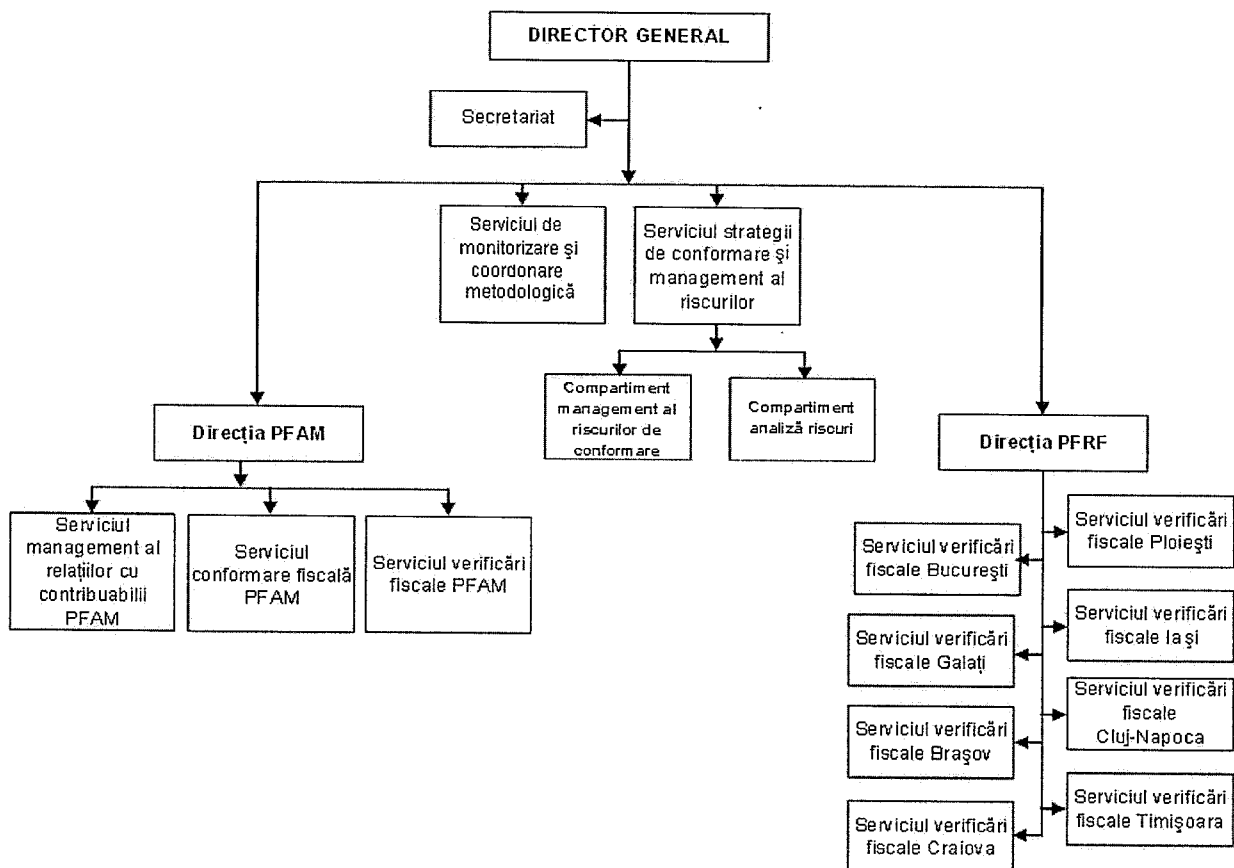 DIRECTOR GENERAL
Secretariat
Serviciul de
monitorizare şi
coordonare
metodologică
Serviciul strategii
de conformare şi
management al
riscurilor
Compartiment
management al
riscurilor de
conformare
Compartiment
analiză riscuri
Direcţia PFAM
Direcţia PFRF
Serviciul
management al
relaţiilor cu
contribuabilii
PFAM
Serviciul
conformare fiscală
PFAM
Serviciul verificări
fiscale PFAM
Serviciul verificări
fiscale Ploieşti
Serviciul verificări
fiscale Bucureşti
Serviciul verificări
fiscale Iaşi
Serviciul verificări
fiscale Galaţi
Serviciul verificări
fiscale
Cluj-Napoca
Serviciul verificări
fiscale Braşov
Serviciul verificări
fiscale Timişoara
Serviciul verificări
fiscale Craiova